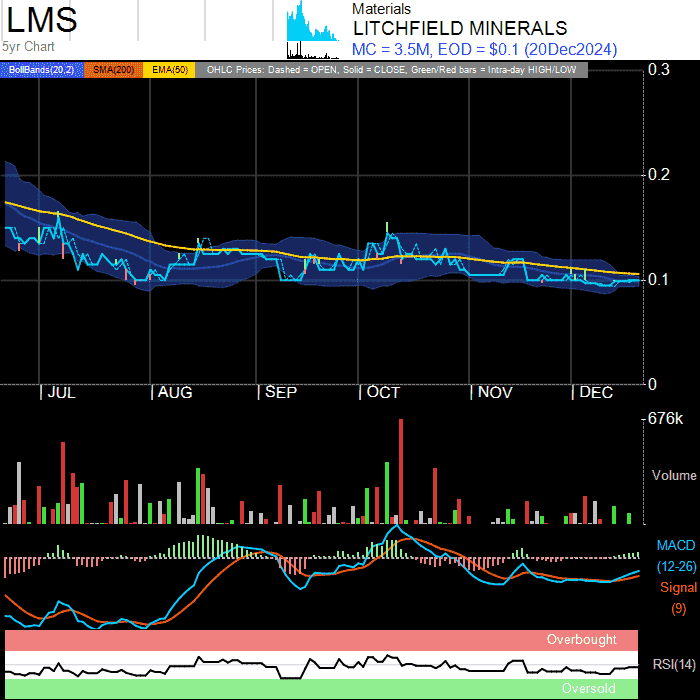 LMS
5yr Chart
Materials
LITCHFIELD MINERALS
MC = 3.5M, EOD = $0.1 (20Dec2024)
BollBands(20,2) SMA(200) EMA(50) OHLC Prices: Dashed = OPEN, Solid = CLOSE, Green/Red bars = Intra-day HIGH/LOW
0.3
0.2
0.1
0
JUL AUG SEP OCT NOV DEC
676k
Volume
MACD
(12-26)
Signal
(9)
Overbought
RSI(14)
Oversold